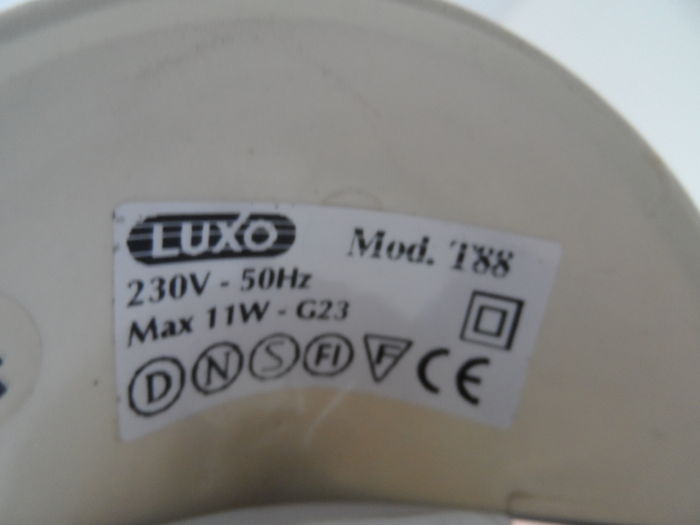 LUXO Mod. T88
230V - 50Hz
Max 11W - G23
D N S FI F CE